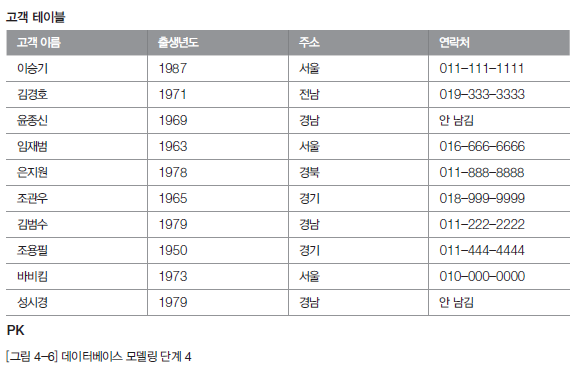 고객 테이블
고객 이름 출생년도 주소 연락처
이승기 1987 서울 011-111-1111
김경호 1971 전남 019-333-3333
윤종신 1969 경남 안 남김
임재범 1963 서울 016-666-6666
은지원 1978 경북 011-888-8888
조관우 1965 경기 018-999-9999
김범수 1979 경남 011-222-2222
조용필 1950 경기 011-444-4444
바비킴 1973 서울 010-000-0000
성시경 1979 경남 안 남김
PK
[그림 4-6] 데이터베이스 모델링 단계 4